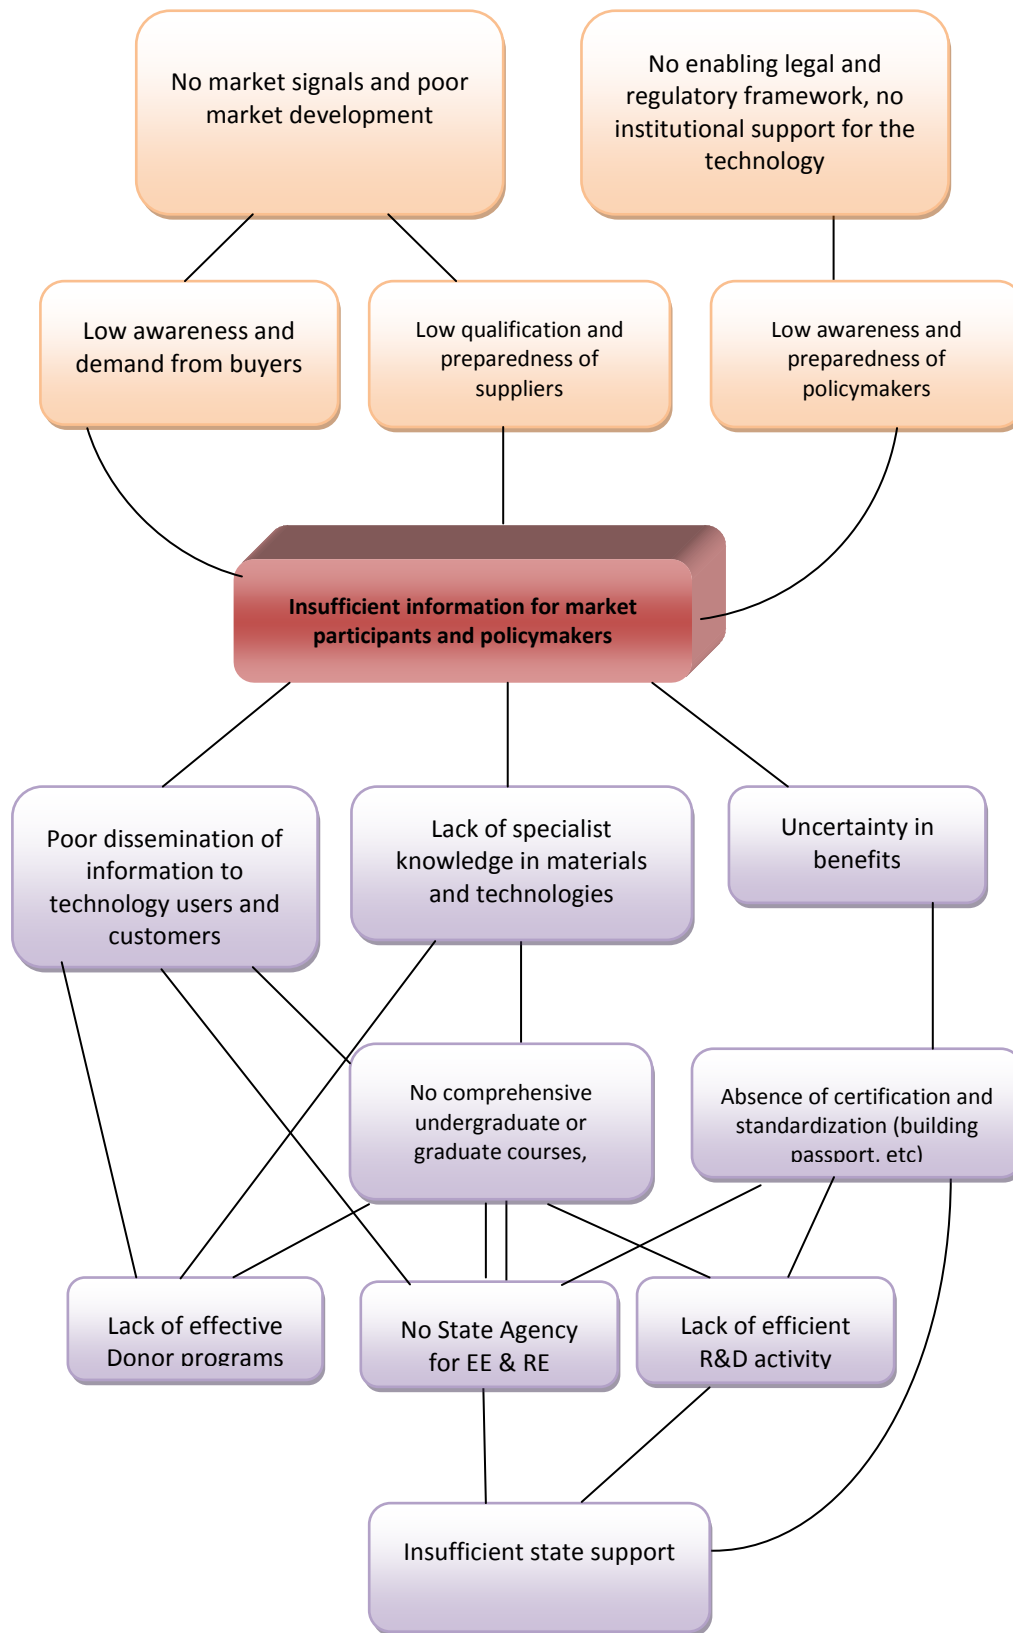 No market signals and poor
market development
No enabling legal and
regulatory framework, no
institutional support for the
technology
Low awareness and
demand from buyers
Low qualification and
preparedness of
suppliers
Low awareness and
preparedness of
policymakers
Insufficient information for market
participants and policymakers
Poor dissemination of
information to
technology users and
customers
Lack of specialist
knowledge in materials
and technologies
Uncertainty in
benefits
No comprehensive
undergraduate or
graduate courses,
Absence of certification and
standardization (building
passport, etc)
Lack of effective
Donor programs
No State Agency
for EE & RE
Lack of efficient
R&D activity
Insufficient state support